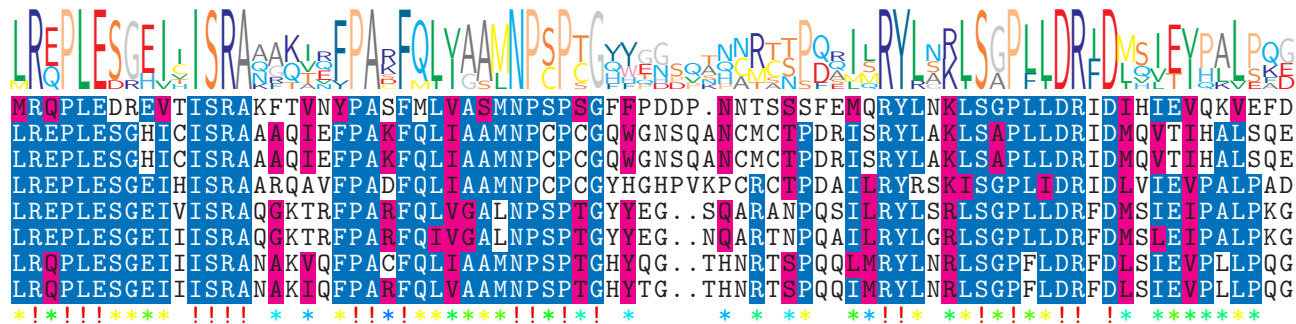 MRQPLEDREVTISRAKFTVNYPASFMLVASMNPSPSGFFPDDP.NNTSSSFEMQRYLNKLSGPLLDRIDIHIEVQKVEFD
LREPLESGHICISRAAAQIEFPAKFQLIAAMNPCPCGQWGNSQANCMCTPDRISRYLAKLSAPLLDRIDMQVTIHALSQE
LREPLESGHICISRAAAQIEFPAKFQLIAAMNPCPCGQWGNSQANCMCTPDRISRYLAKLSAPLLDRIDMQVTIHALSQE
LREPLESGEIHISRAARQAVFPADFQLIAAMNPCPCGYHGHPVKPCRCTPDAILRYRSKISGPLIDRIDLVIEVPALPAD
LREPLESGEIVISRAQGKTRFPARFQLVGALNPSPTGYYEG..SQARANPQSILRYLSRLSGPLLDRFDMSIEIPALPKG
LREPLESGEIIISRAQGKTRFPARFQIVGALNPSPTGYYEG..NQARTNPQAILRYLGRLSGPLLDRFDMSLEIPALPKG
LRQPLESGEIIISRANAKVQFPACFQLIAAMNPSPTGHYQG..THNRTSPQQLMRYLNRLSGPFLDRFDLSIEVPLLPQG
LRQPLESGEIIISRANAKIQFPARFQLVAAMNPSPTGHYTG..THNRTSPQQIMRYLNRLSGPFLDRFDLSIEVPLLPQG